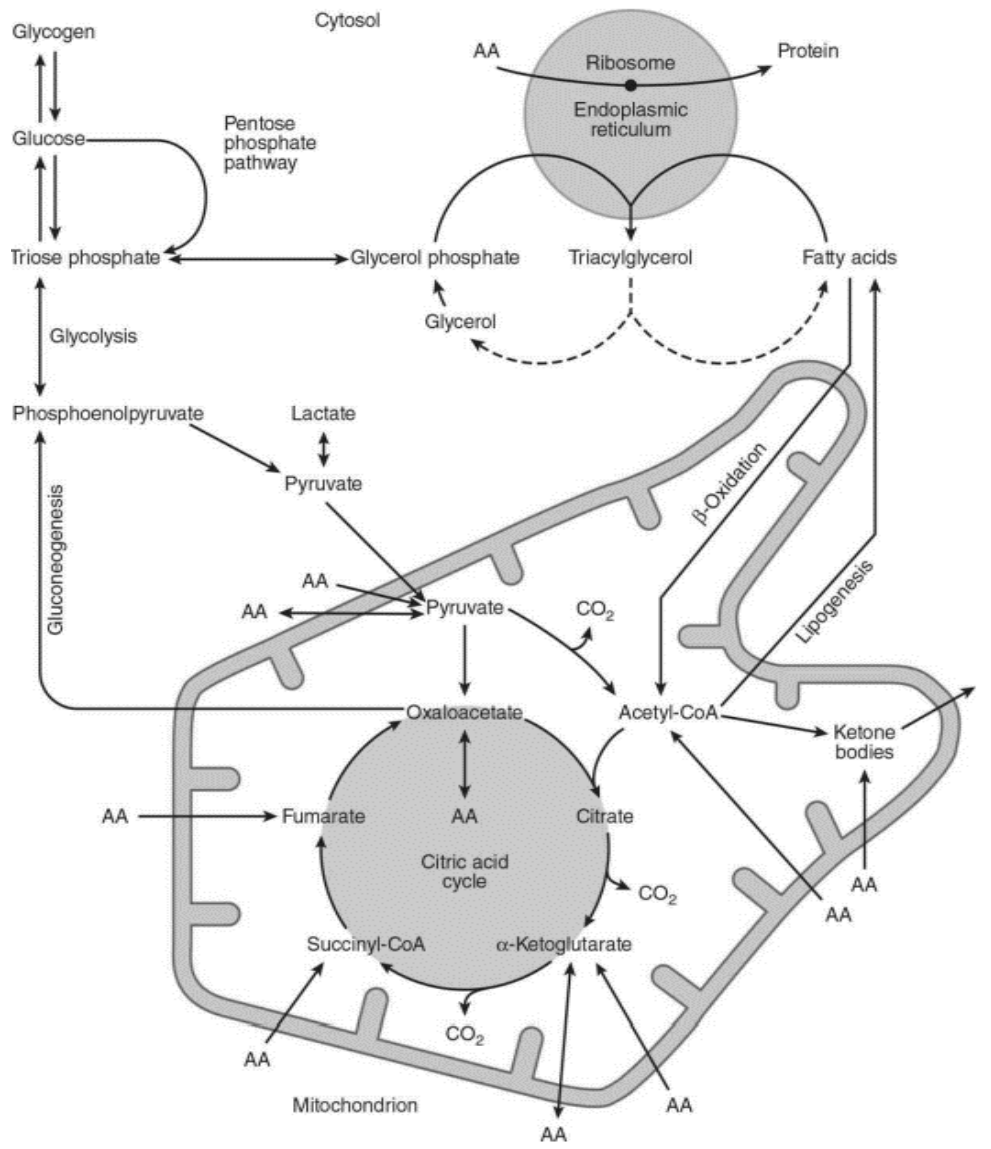 Cytosol
Glycogen
AA
Ribosome
Protein
Endoplasmic
reticulum
Glucose
Pentose
phosphate
pathway
Triose phosphate
Glycerol phosphate
Triacylglycerol
Fatty acids
Glycerol
Glycolysis
Phosphoenolpyruvate
Lactate
Pyruvate
β-Oxidation
Gluconeogenesis
Lipogenesis
AA
AA
Pyruvate
CO₂
Oxaloacetate
Acetyl-CoA
Ketone
bodies
AA
Fumarate
AA
Citrate
Citric acid
cycle
CO₂
AA
AA
Succinyl-CoA
α-Ketoglutarate
CO₂
AA
Mitochondrion
AA
AA